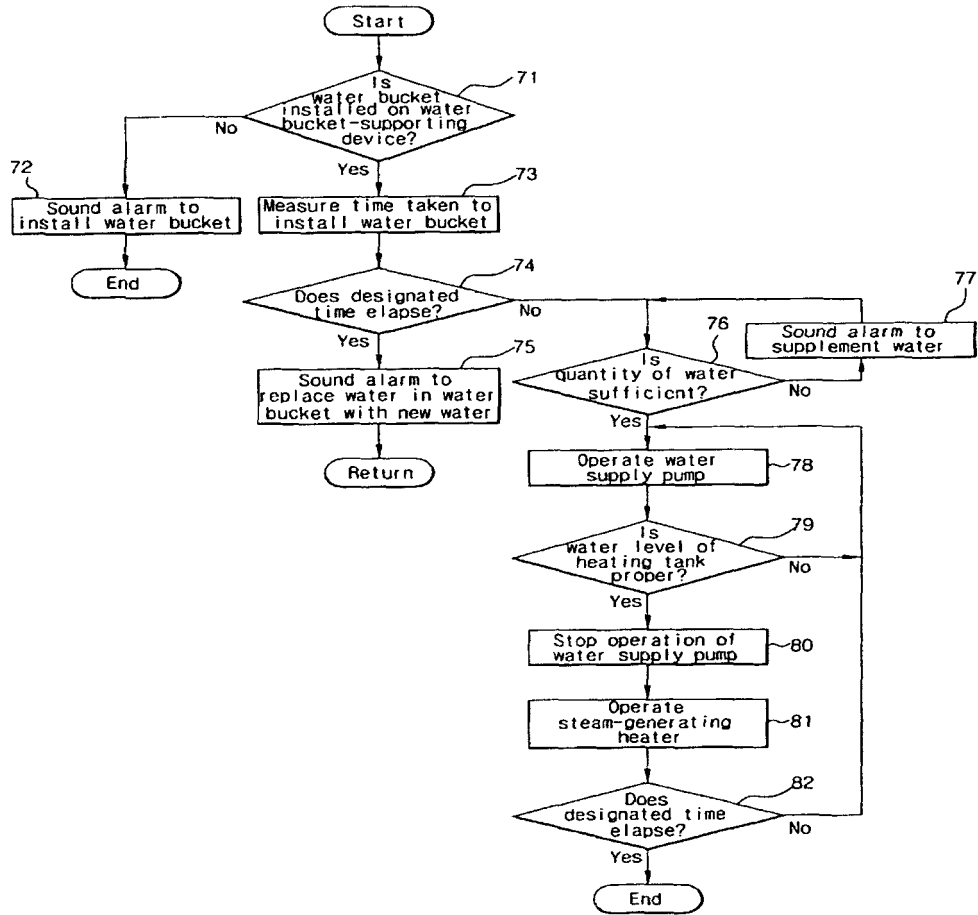 Start
71
Is
water bucket
installed on water
bucket-supporting
device?
No
Yes
72
Sound alarm to
install water bucket
End
73
Measure time taken to
install water bucket
74
Does designated
time elapse?
No
Yes
75
Sound alarm to
replace water in water
bucket with new water
Return
76
Is
quantity of water
sufficient?
No
Yes
77
Sound alarm to
supplement water
Operate water
supply pump
78
79
Is
water level of
heating tank
proper?
No
Yes
Stop operation of
water supply pump
80
Operate
steam-generating
heater
81
82
Does
designated time
elapse?
No
Yes
End